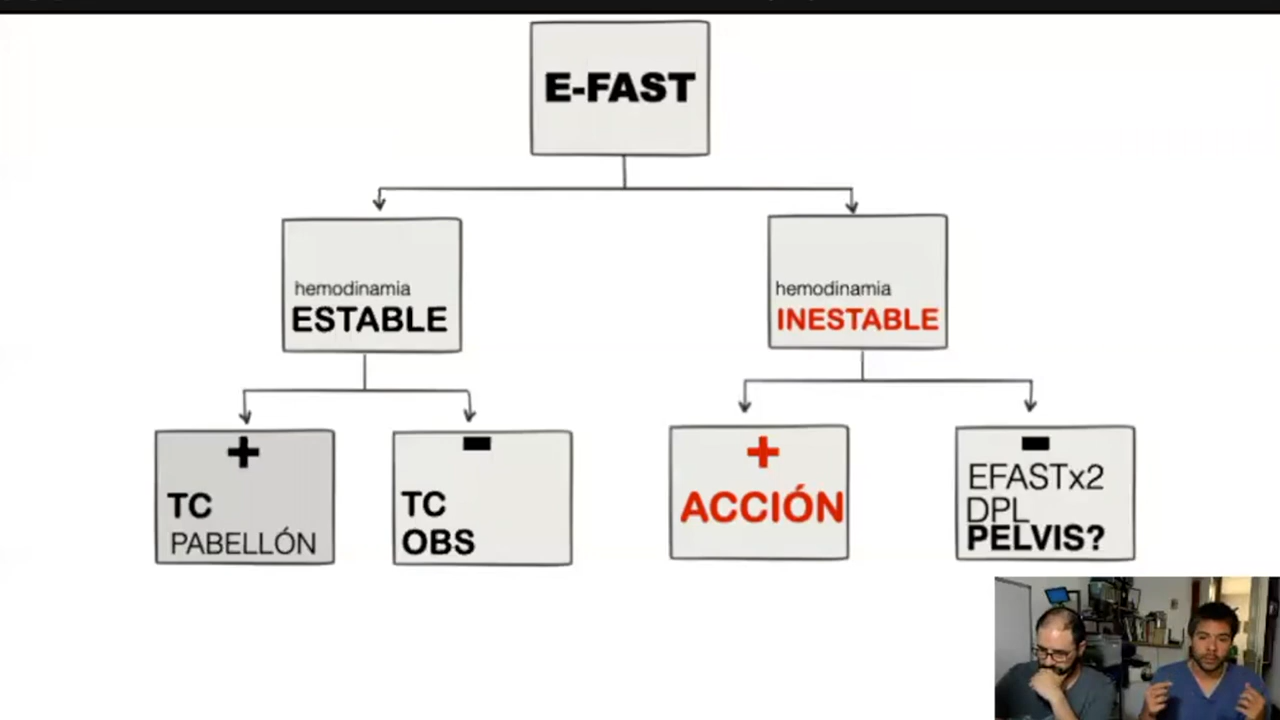 E-FAST
hemodinamia
ESTABLE
hemodinamia
INESTABLE
+
TC
PABELLÓN
-
TC
OBS
+
ACCIÓN
-
EFASTx2
DPL
PELVIS?